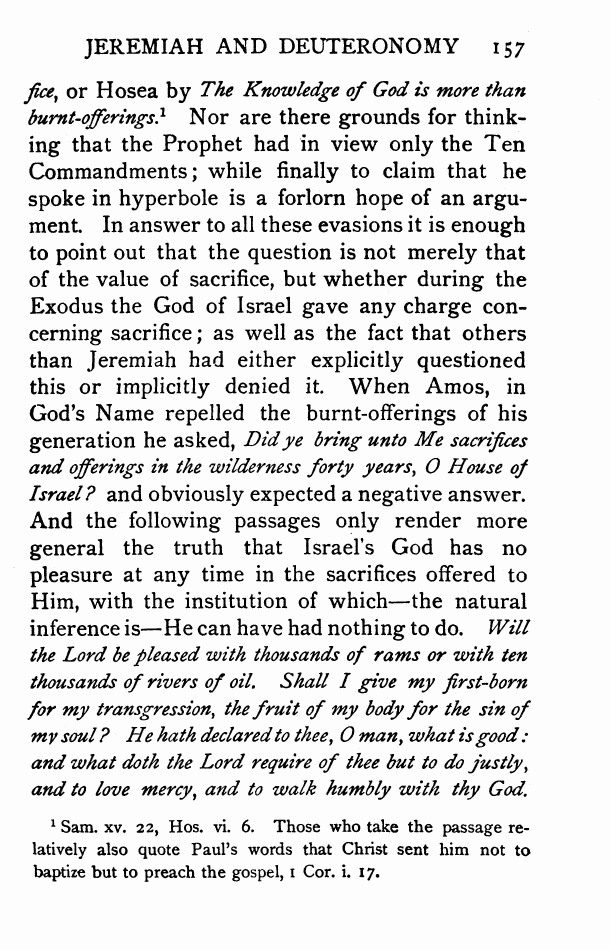 JEREMIAH AND DEUTERONOMY 157
fice, or Hosea by The Knowledge of God is more than
burnt-offerings.¹ Nor are there grounds for think-
ing that the Prophet had in view only the Ten
Commandments; while finally to claim that he
spoke in hyperbole is a forlorn hope of an argu-
ment. In answer to all these evasions it is enough
to point out that the question is not merely that
of the value of sacrifice, but whether during the
Exodus the God of Israel gave any charge con-
cerning sacrifice; as well as the fact that others
than Jeremiah had either explicitly questioned
this or implicitly denied it. When Amos, in
God's Name repelled the burnt-offerings of his
generation he asked, Did ye bring unto Me sacrifices
and offerings in the wilderness forty years, O House of
Israel? and obviously expected a negative answer.
And the following passages only render more
general the truth that Israel's God has no
pleasure at any time in the sacrifices offered to
Him, with the institution of which—the natural
inference is—He can have had nothing to do. Will
the Lord be pleased with thousands of rams or with ten
thousands of rivers of oil. Shall I give my first-born
for my transgression, the fruit of my body for the sin of
my soul? He hath declared to thee, O man, what is good:
and what doth the Lord require of thee but to do justly,
and to love mercy, and to walk humbly with thy God.
¹ Sam. xv. 22, Hos. vi. 6. Those who take the passage re-
latively also quote Paul's words that Christ sent him not to
baptize but to preach the gospel, 1 Cor. i. 17.